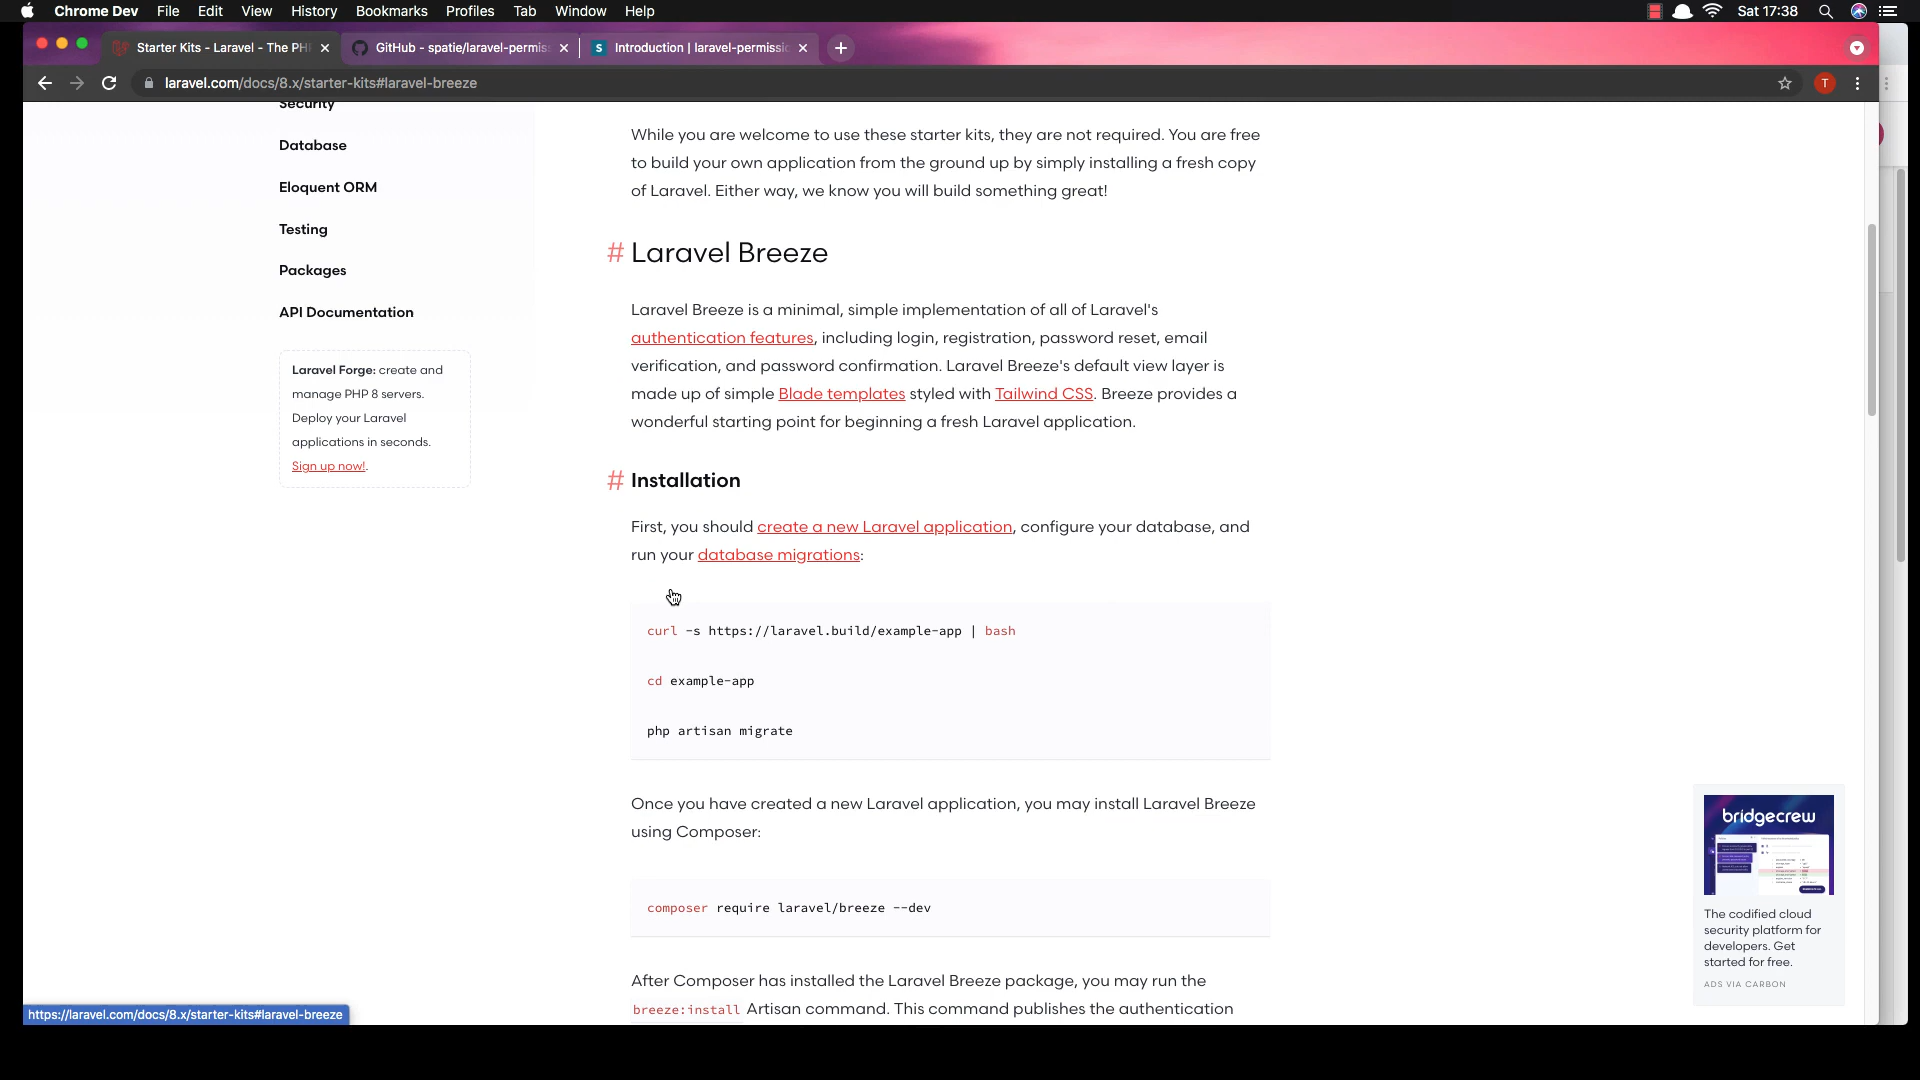 Chrome Dev File Edit View History Bookmarks Profiles Tab Window Help Sat 17:38
Starter Kits - Laravel - The PH GitHub - spatie/laravel-permis S Introduction | laravel-permissi
laravel.com/docs/8.x/starter-kits#laravel-breeze T
Security
Database
Eloquent ORM
Testing
Packages
API Documentation
Laravel Forge: create and
manage PHP 8 servers.
Deploy your Laravel
applications in seconds.
Sign up now!.
While you are welcome to use these starter kits, they are not required. You are free
to build your own application from the ground up by simply installing a fresh copy
of Laravel. Either way, we know you will build something great!
# Laravel Breeze
Laravel Breeze is a minimal, simple implementation of all of Laravel's
authentication features, including login, registration, password reset, email
verification, and password confirmation. Laravel Breeze's default view layer is
made up of simple Blade templates styled with Tailwind CSS. Breeze provides a
wonderful starting point for beginning a fresh Laravel application.
# Installation
First, you should create a new Laravel application, configure your database, and
run your database migrations:
curl -s https://laravel.build/example-app | bash
cd example-app
php artisan migrate
Once you have created a new Laravel application, you may install Laravel Breeze
using Composer:
composer require laravel/breeze --dev
After Composer has installed the Laravel Breeze package, you may run the
breeze:install Artisan command. This command publishes the authentication
bridgecrew
The codified cloud
security platform for
developers. Get
started for free.
ADS VIA CARBON
https://laravel.com/docs/8.x/starter-kits#laravel-breeze